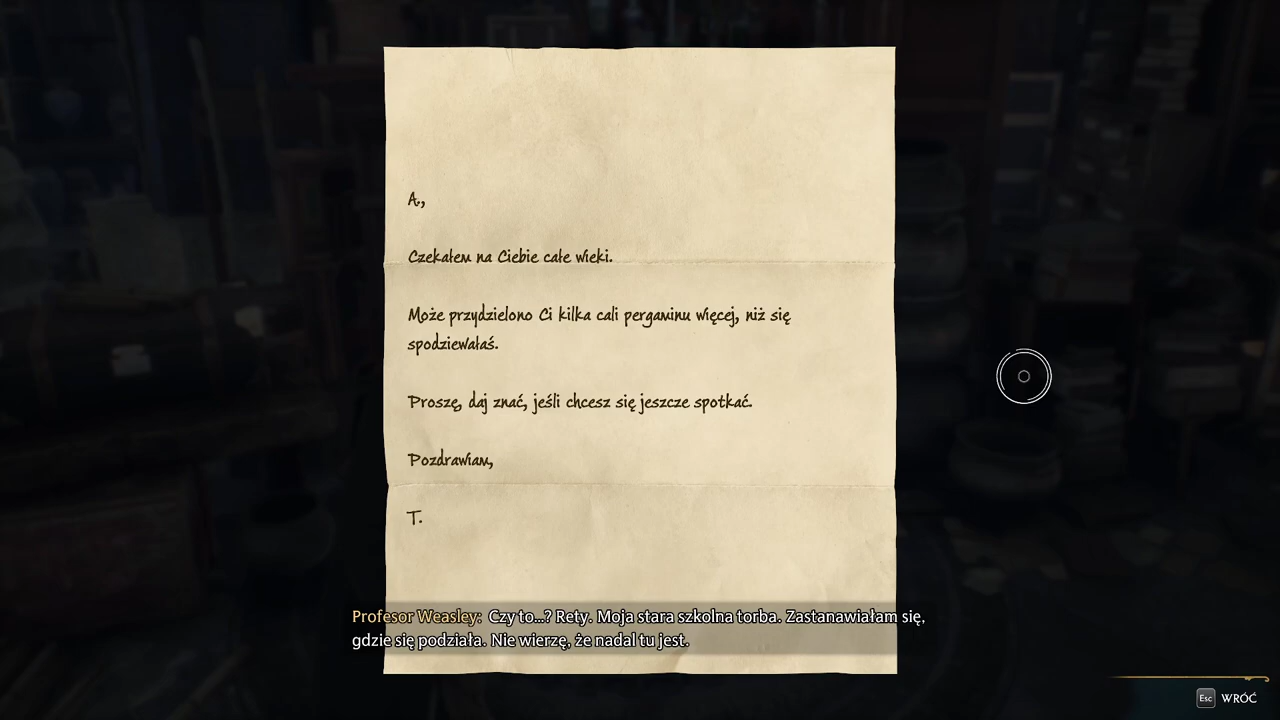 A.,
Czekałem na Ciebie całe wieki.
Może przydzielono Ci kilka cali pergaminu więcej, niż się
spodziewałaś.
Proszę, daj znać, jeśli chcesz się jeszcze spotkać.
Pozdrawiam,
T.
Profesor Weasley: Czy to...? Rety. Moja stara szkolna torba. Zastanawiałam się,
gdzie się podziała. Nie wierzę, że nadal tu jest.
Esc WRÓĆ